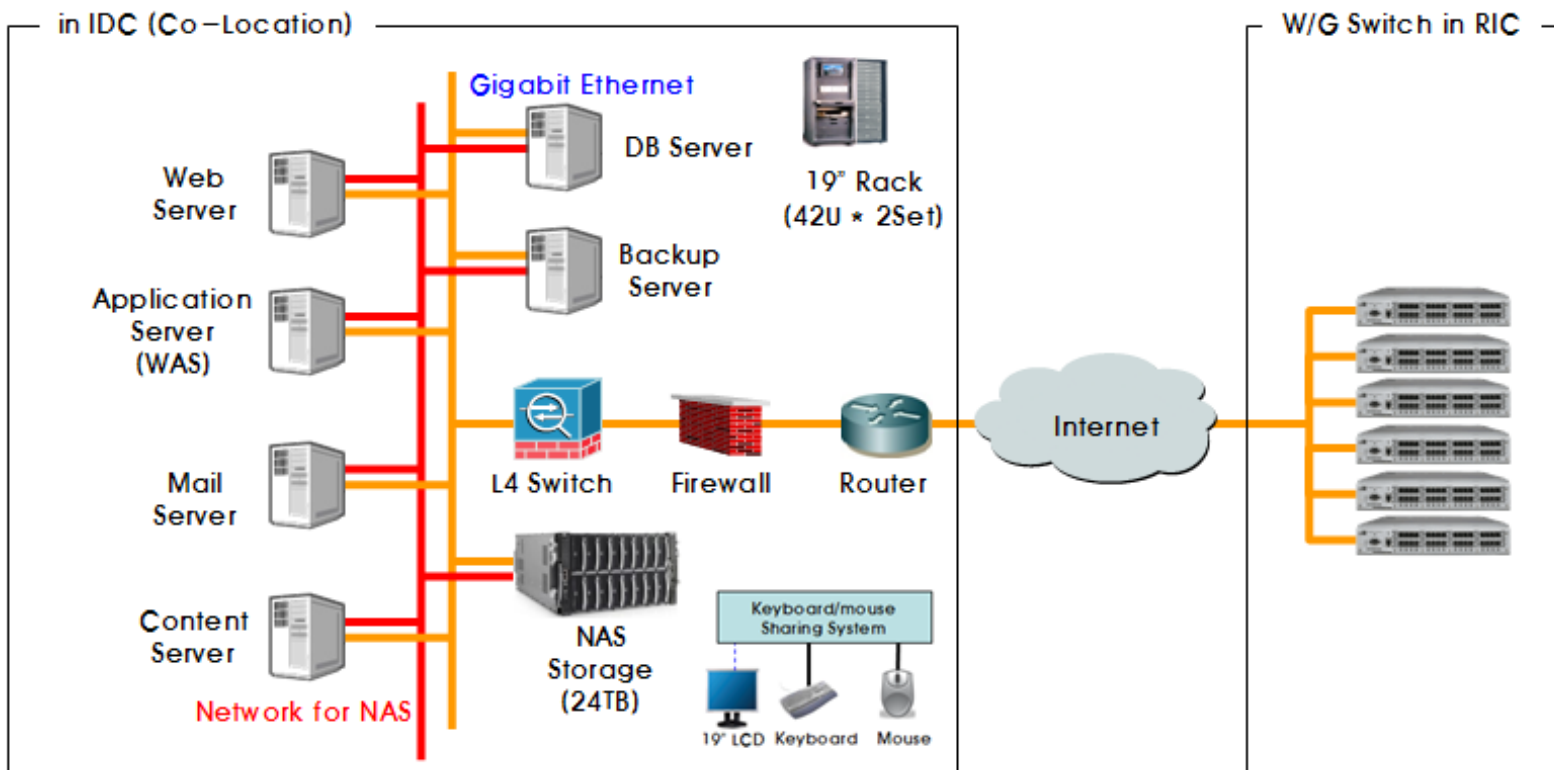 in IDC (Co-Location)
W/G Switch in RIC
Gigabit Ethernet
DB Server
19" Rack
(42U * 2Set)
Web
Server
Backup
Server
Application
Server
(WAS)
Internet
L4 Switch
Firewall
Router
Mail
Server
Content
Server
NAS
Storage
(24TB)
Keyboard/mouse
Sharing System
19" LCD
Keyboard
Mouse
Network for NAS